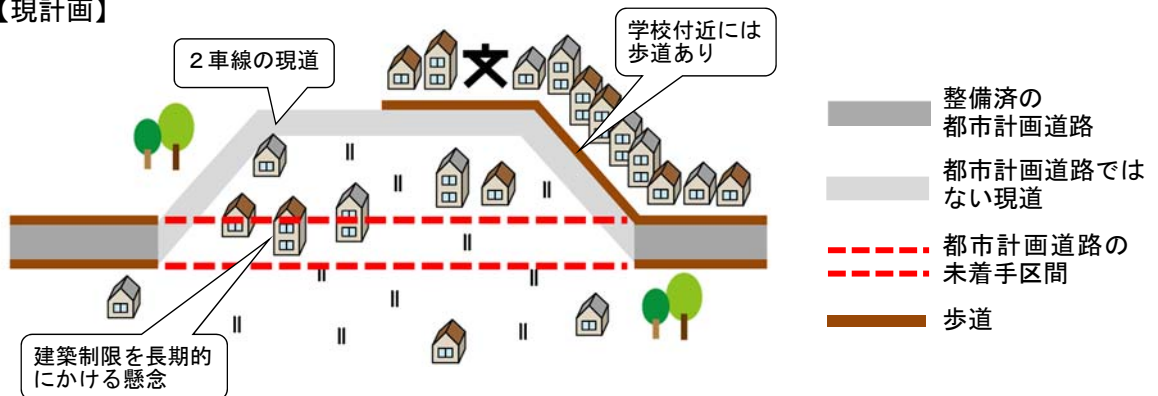 【現計画】
２車線の現道
文
学校付近には
歩道あり
建築制限を長期的
にかける懸念
整備済の
都市計画道路
都市計画道路では
ない現道
都市計画道路の
未着手区間
歩道